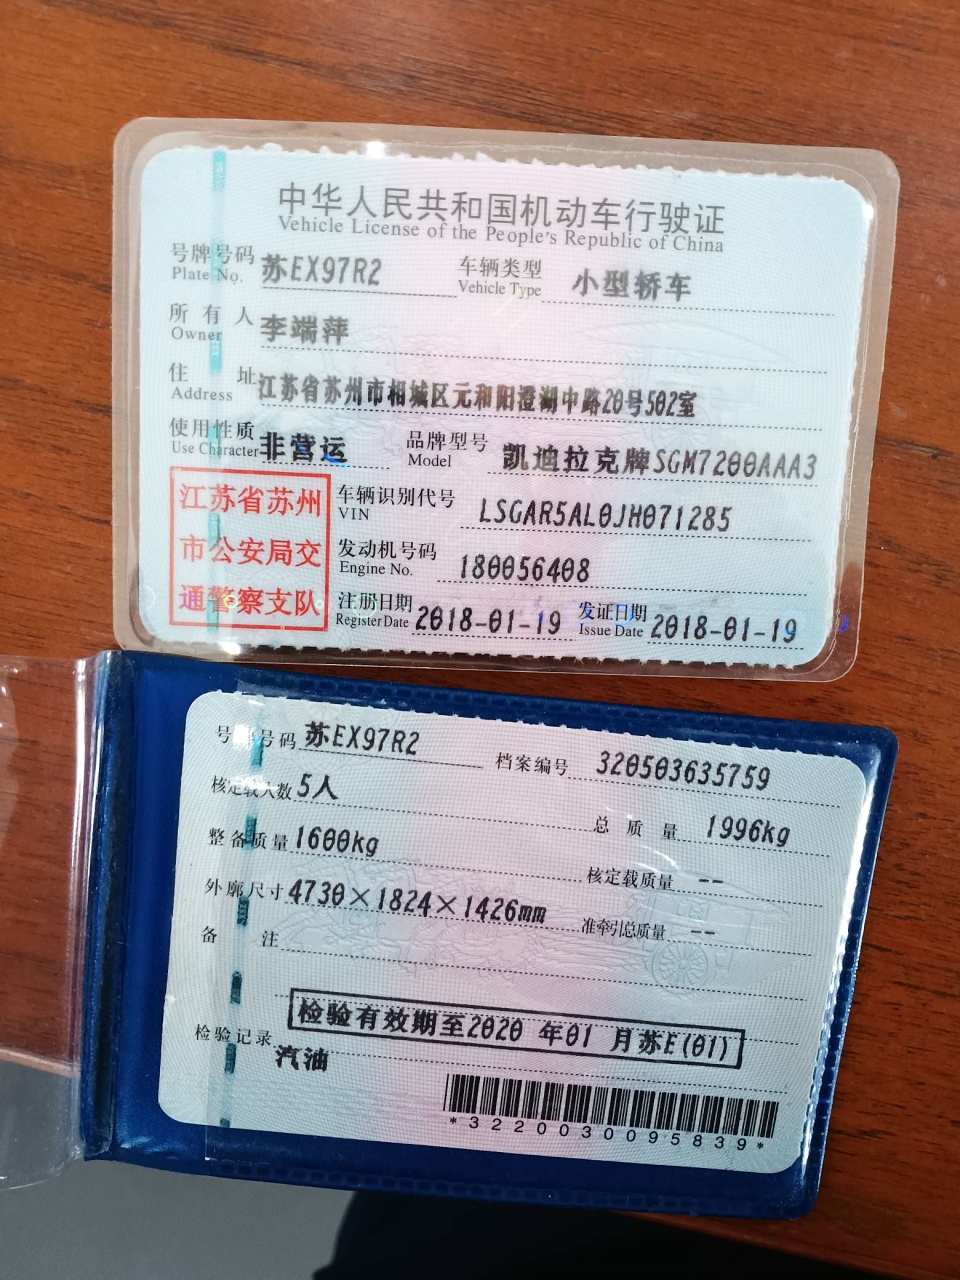 中华人民共和国机动车行驶证
Vehicle License of the People's Republic of China
号牌号码 Plate No. 苏EX97R2 车辆类型 Vehicle Type 小型轿车
所有人 Owner 李端萍
住址 Address 江苏省苏州市相城区元和阳澄湖中路20号502室
使用性质 Use Character 非营运 品牌型号 Model 凯迪拉克牌SGM7200AAA3
江苏省苏州
市公安局交
通警察支队
车辆识别代号 VIN LSGAR5AL0JH071285
发动机号码 Engine No. 180056408
注册日期 Register Date 2018-01-19 发证日期 Issue Date 2018-01-19
号牌号码 苏EX97R2 档案编号 320503635759
核定载人数 5人 总质量 1996kg
整备质量 1600kg 核定载质量 --
外廓尺寸 4730×1824×1426mm 准牵引总质量 --
备注
检验记录 检验有效期至2020 年01 月苏E(01)
汽油
*3220030095839*